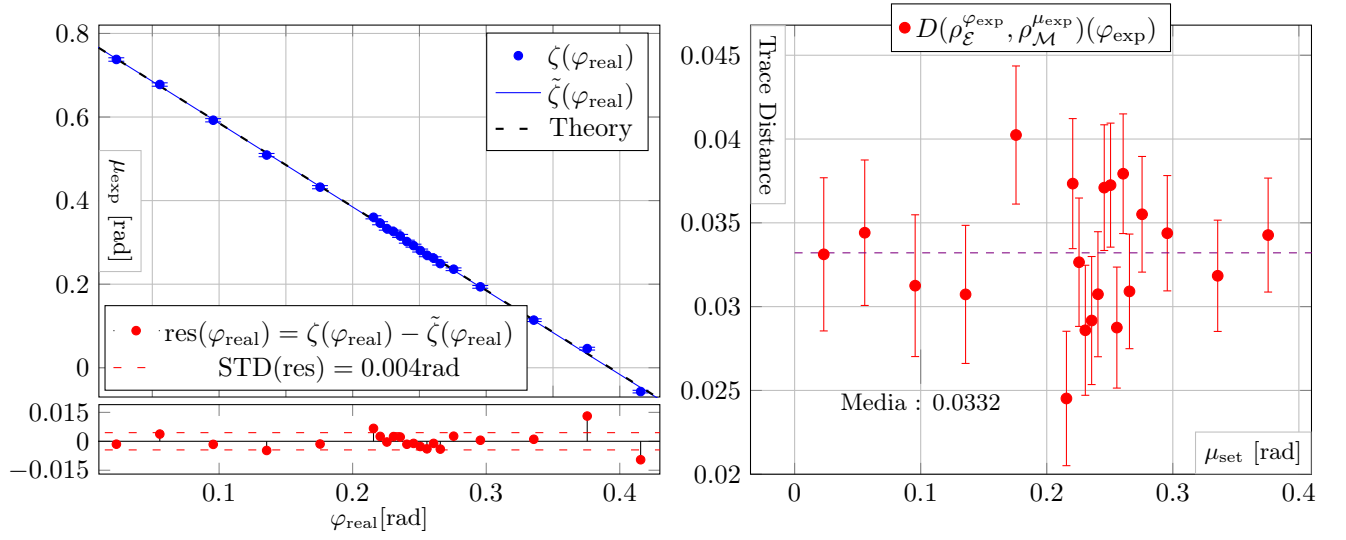 0.8
0.6
0.4
0.2
0
μexp [rad]
ζ(φreal)
ζ̃(φreal)
Theory
res(φreal) = ζ(φreal) − ζ̃(φreal)
STD(res) = 0.004rad
0.015
0
−0.015
0.1 0.2 0.3 0.4
φreal[rad]
D(ρ_ℰ^φexp, ρ_ℳ^μexp)(φexp)
Trace Distance
0.045
0.04
0.035
0.03
0.025
0.02
Media : 0.0332
μset [rad]
0 0.1 0.2 0.3 0.4